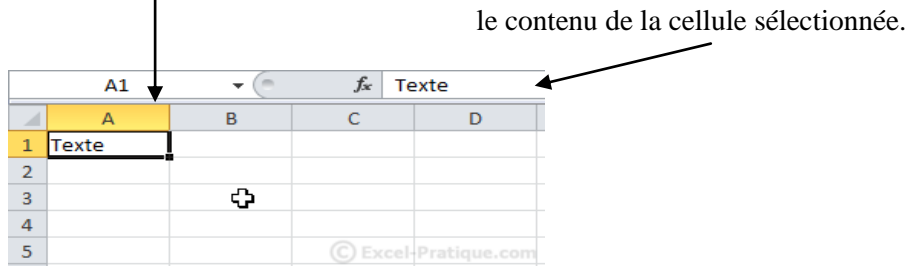 le contenu de la cellule sélectionnée.
A1 fx Texte
A B C D
1 Texte
2
3
4
5 © Excel-Pratique.com